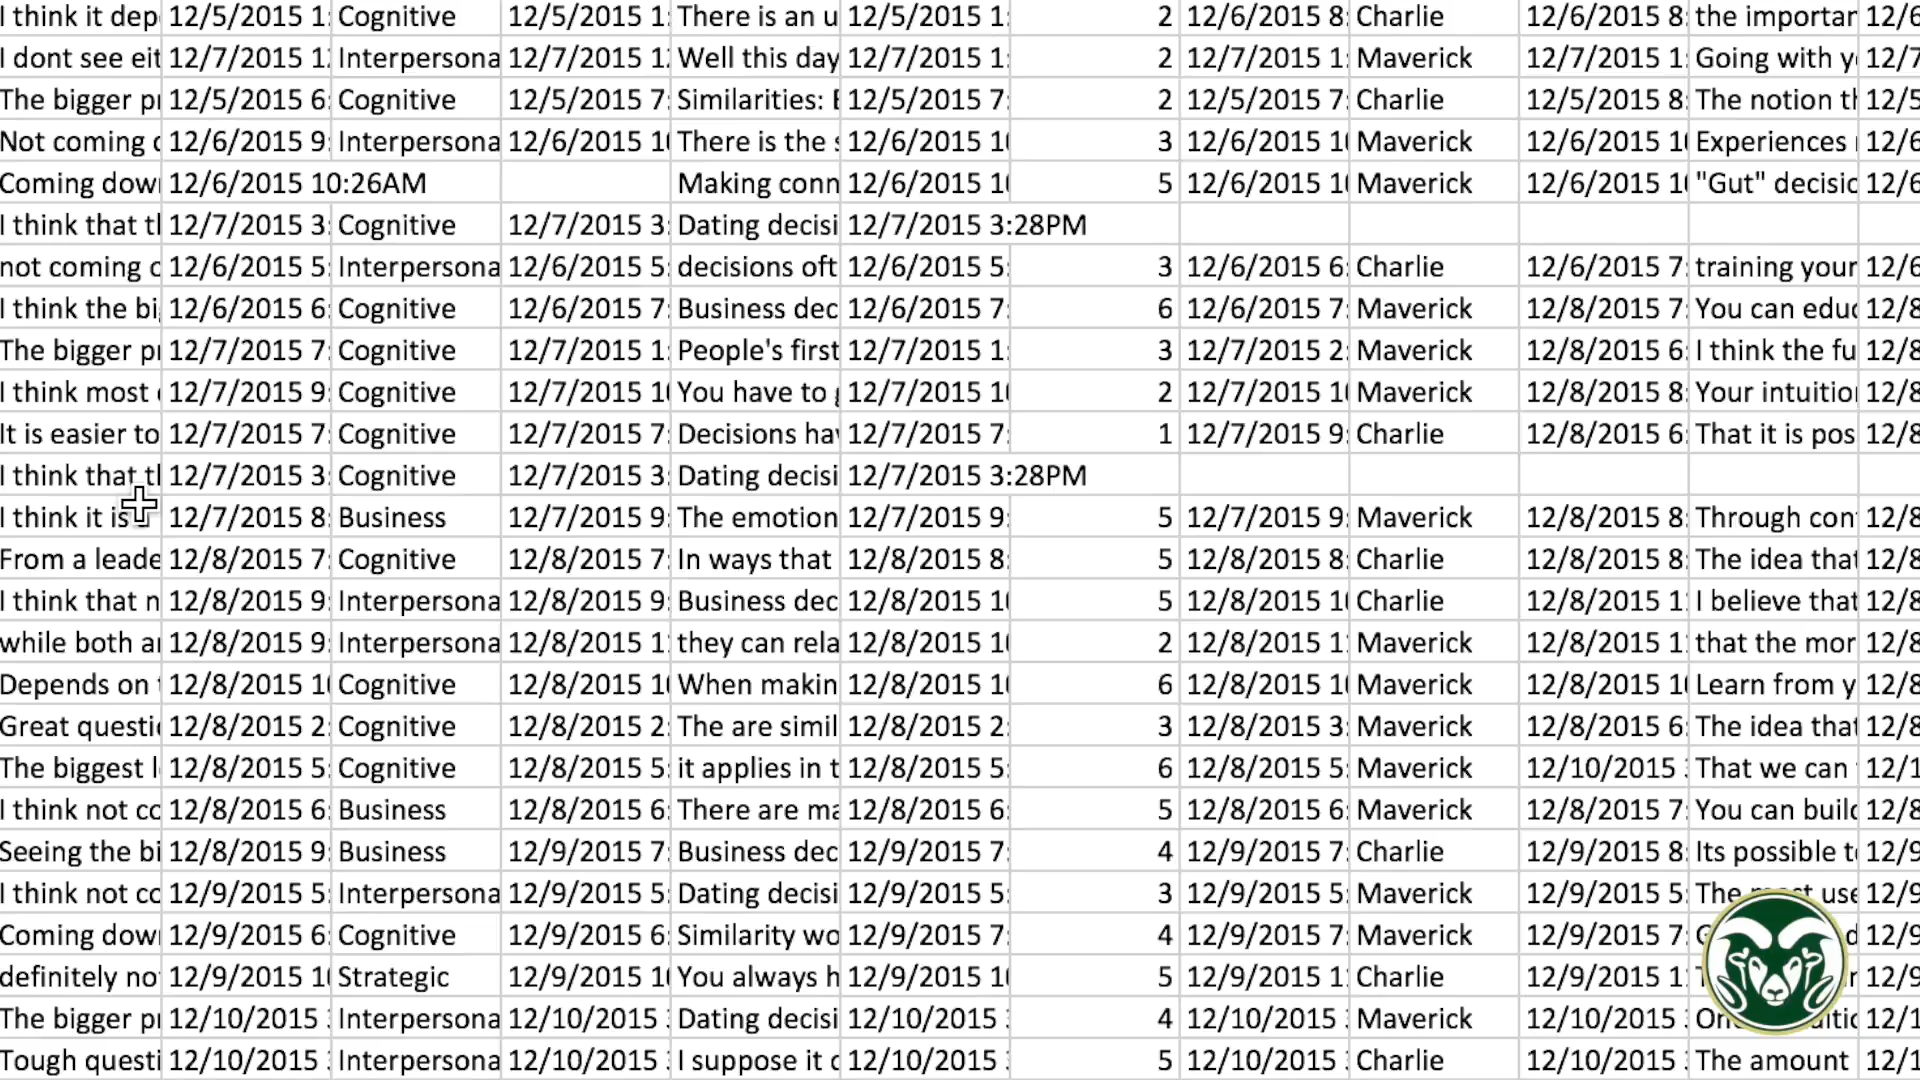 I think it dep 12/5/2015 1: Cognitive 12/5/2015 1: There is an u 12/5/2015 1: 2 12/6/2015 8: Charlie 12/6/2015 8: the importan 12/6
I dont see eit 12/7/2015 1 Interpersona 12/7/2015 1 Well this day 12/7/2015 1: 2 12/7/2015 1: Maverick 12/7/2015 1: Going with y 12/7
The bigger pr 12/5/2015 6: Cognitive 12/5/2015 7: Similarities: 12/5/2015 7: 2 12/5/2015 7: Charlie 12/5/2015 8: The notion th 12/5
Not coming 12/6/2015 9: Interpersona 12/6/2015 10 There is the 12/6/2015 10 3 12/6/2015 10 Maverick 12/6/2015 10 Experiences 12/6
Coming down 12/6/2015 10:26AM Making conn 12/6/2015 10 5 12/6/2015 10 Maverick 12/6/2015 10 "Gut" decisic 12/6
I think that th 12/7/2015 3: Cognitive 12/7/2015 3: Dating decisi 12/7/2015 3:28PM
not coming 12/6/2015 5: Interpersona 12/6/2015 5: decisions oft 12/6/2015 5: 3 12/6/2015 6: Charlie 12/6/2015 7: training your 12/6
I think the bi 12/6/2015 6: Cognitive 12/6/2015 7: Business dec 12/6/2015 7: 6 12/6/2015 7: Maverick 12/8/2015 7: You can educ 12/8
The bigger pr 12/7/2015 7: Cognitive 12/7/2015 1: People's first 12/7/2015 1: 3 12/7/2015 2: Maverick 12/8/2015 6: I think the fu 12/8
I think most 12/7/2015 9: Cognitive 12/7/2015 10 You have to 12/7/2015 10 2 12/7/2015 10 Maverick 12/8/2015 8: Your intuitio 12/8
It is easier to 12/7/2015 7: Cognitive 12/7/2015 7: Decisions hav 12/7/2015 7: 1 12/7/2015 9: Charlie 12/8/2015 6: That it is pos 12/8
I think that th 12/7/2015 3: Cognitive 12/7/2015 3: Dating decisi 12/7/2015 3:28PM
I think it is 12/7/2015 8: Business 12/7/2015 9: The emotion 12/7/2015 9: 5 12/7/2015 9: Maverick 12/8/2015 8: Through con 12/8
From a leade 12/8/2015 7: Cognitive 12/8/2015 7: In ways that 12/8/2015 8: 5 12/8/2015 8: Charlie 12/8/2015 8: The idea that 12/8
I think that n 12/8/2015 9: Interpersona 12/8/2015 9: Business dec 12/8/2015 10 5 12/8/2015 10 Charlie 12/8/2015 1 I believe that 12/8
while both a 12/8/2015 9: Interpersona 12/8/2015 1 they can rela 12/8/2015 10 2 12/8/2015 1 Maverick 12/8/2015 1 that the mor 12/8
Depends on 12/8/2015 10 Cognitive 12/8/2015 10 When makin 12/8/2015 10 6 12/8/2015 10 Maverick 12/8/2015 10 Learn from y 12/8
Great questi 12/8/2015 2: Cognitive 12/8/2015 2: The are simil 12/8/2015 2: 3 12/8/2015 3: Maverick 12/8/2015 6: The idea that 12/8
The biggest l 12/8/2015 5: Cognitive 12/8/2015 5: it applies in t 12/8/2015 5: 6 12/8/2015 5: Maverick 12/10/2015 That we can 12/1
I think not co 12/8/2015 6: Business 12/8/2015 6: There are ma 12/8/2015 6: 5 12/8/2015 6: Maverick 12/8/2015 7: You can build 12/8
Seeing the bi 12/8/2015 9: Business 12/9/2015 7: Business dec 12/9/2015 7: 4 12/9/2015 7: Charlie 12/9/2015 8: Its possible t 12/9
I think not co 12/9/2015 5: Interpersona 12/9/2015 5: Dating decisi 12/9/2015 5: 3 12/9/2015 5: Maverick 12/9/2015 5: The most use 12/9
Coming down 12/9/2015 6: Cognitive 12/9/2015 6: Similarity wo 12/9/2015 7: 4 12/9/2015 7: Maverick 12/9/2015 7: 12/9
definitely no 12/9/2015 10 Strategic 12/9/2015 10 You always h 12/9/2015 10 5 12/9/2015 1 Charlie 12/9/2015 1 12/9
The bigger pr 12/10/2015 Interpersona 12/10/2015 Dating decisi 12/10/2015 4 12/10/2015 Maverick 12/10/2015 12/1
Tough questi 12/10/2015 Interpersona 12/10/2015 I suppose it c 12/10/2015 5 12/10/2015 Charlie 12/10/2015 The amount 12/1